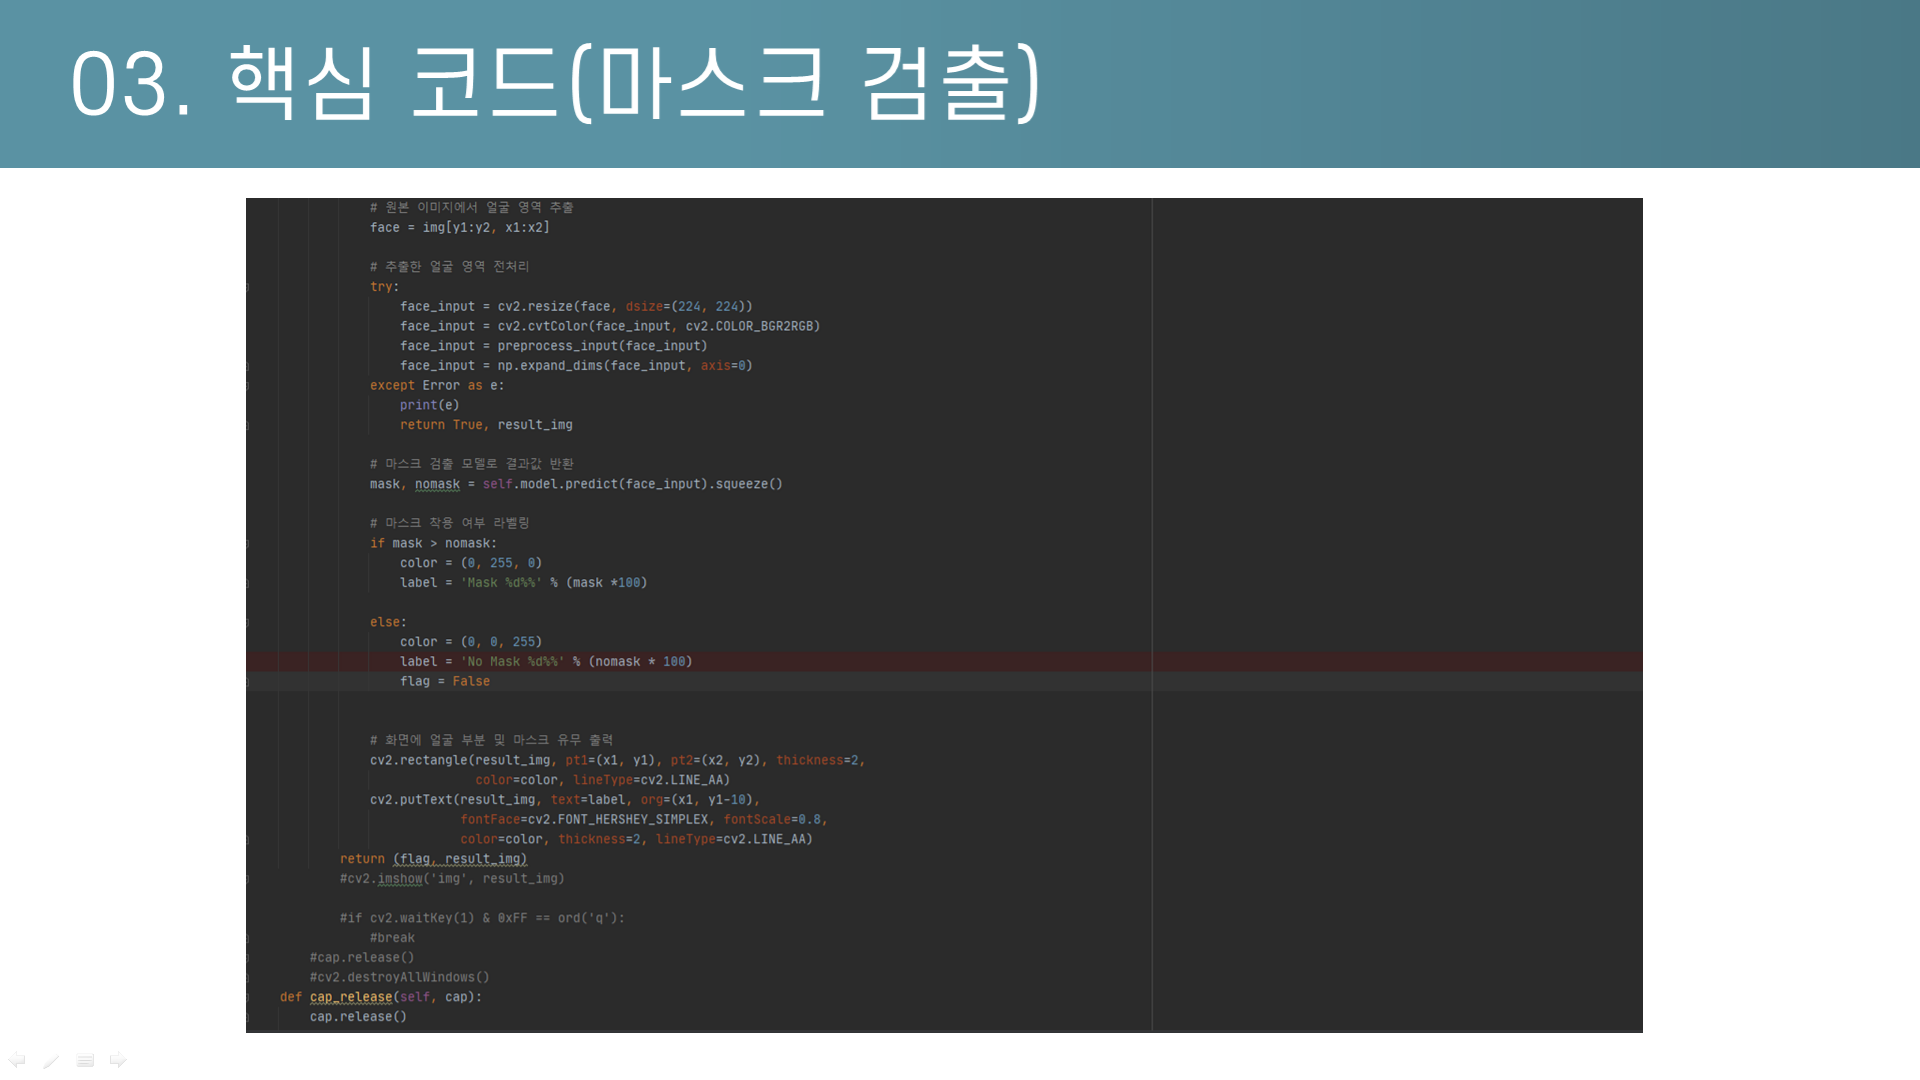 03. 핵심 코드(마스크 검출)
# 원본 이미지에서 얼굴 영역 추출
face = img[y1:y2, x1:x2]
# 추출한 얼굴 영역 전처리
try:
face_input = cv2.resize(face, dsize=(224, 224))
face_input = cv2.cvtColor(face_input, cv2.COLOR_BGR2RGB)
face_input = preprocess_input(face_input)
face_input = np.expand_dims(face_input, axis=0)
except Error as e:
print(e)
return True, result_img
# 마스크 검출 모델로 결과값 반환
mask, nomask = self.model.predict(face_input).squeeze()
# 마스크 착용 여부 라벨링
if mask > nomask:
color = (0, 255, 0)
label = 'Mask %d%%' % (mask *100)
else:
color = (0, 0, 255)
label = 'No Mask %d%%' % (nomask * 100)
flag = False
# 화면에 얼굴 부분 및 마스크 유무 출력
cv2.rectangle(result_img, pt1=(x1, y1), pt2=(x2, y2), thickness=2,
color=color, lineType=cv2.LINE_AA)
cv2.putText(result_img, text=label, org=(x1, y1-10),
fontFace=cv2.FONT_HERSHEY_SIMPLEX, fontScale=0.8,
color=color, thickness=2, lineType=cv2.LINE_AA)
return (flag, result_img)
#cv2.imshow('img', result_img)
#if cv2.waitKey(1) & 0xFF == ord('q'):
#break
#cap.release()
#cv2.destroyAllWindows()
def cap_release(self, cap):
cap.release()